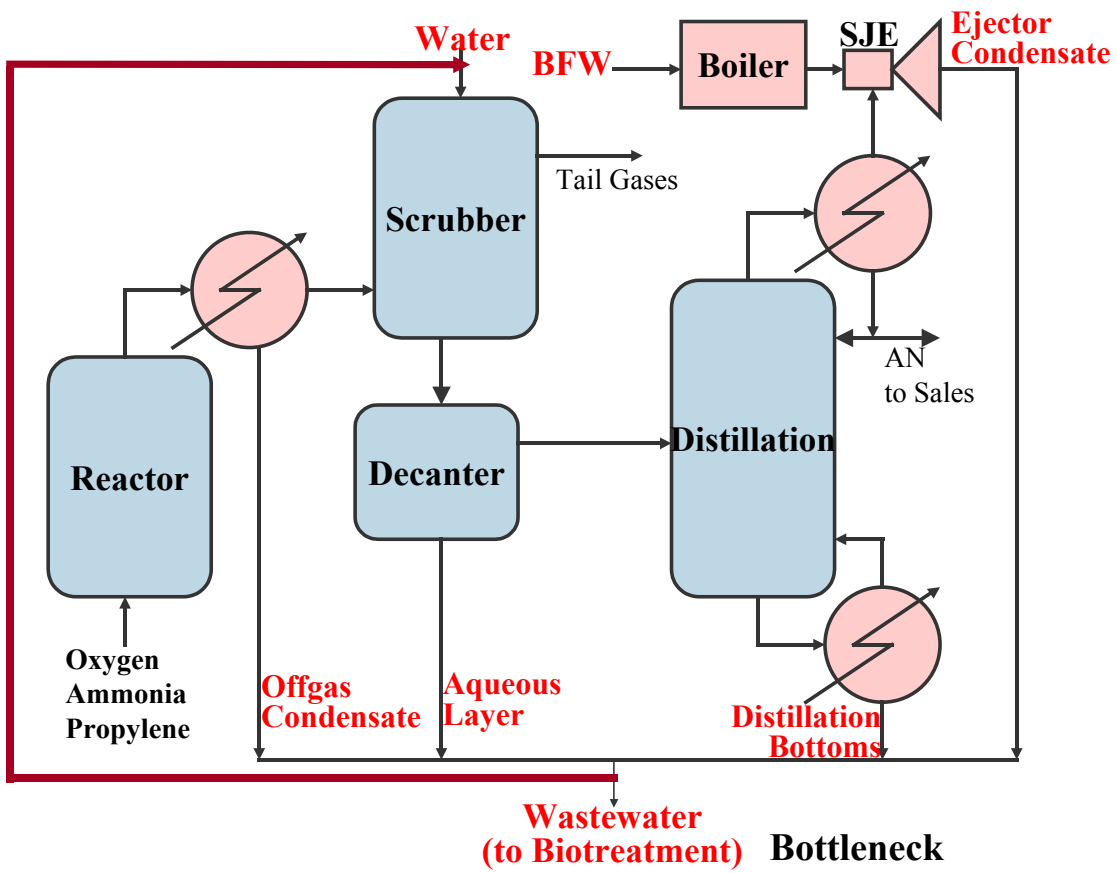 Water
BFW
Boiler
SJE
Ejector
Condensate
Scrubber
Tail Gases
Reactor
Decanter
Distillation
AN
to Sales
Oxygen
Ammonia
Propylene
Offgas
Condensate
Aqueous
Layer
Distillation
Bottoms
Wastewater
(to Biotreatment)
Bottleneck